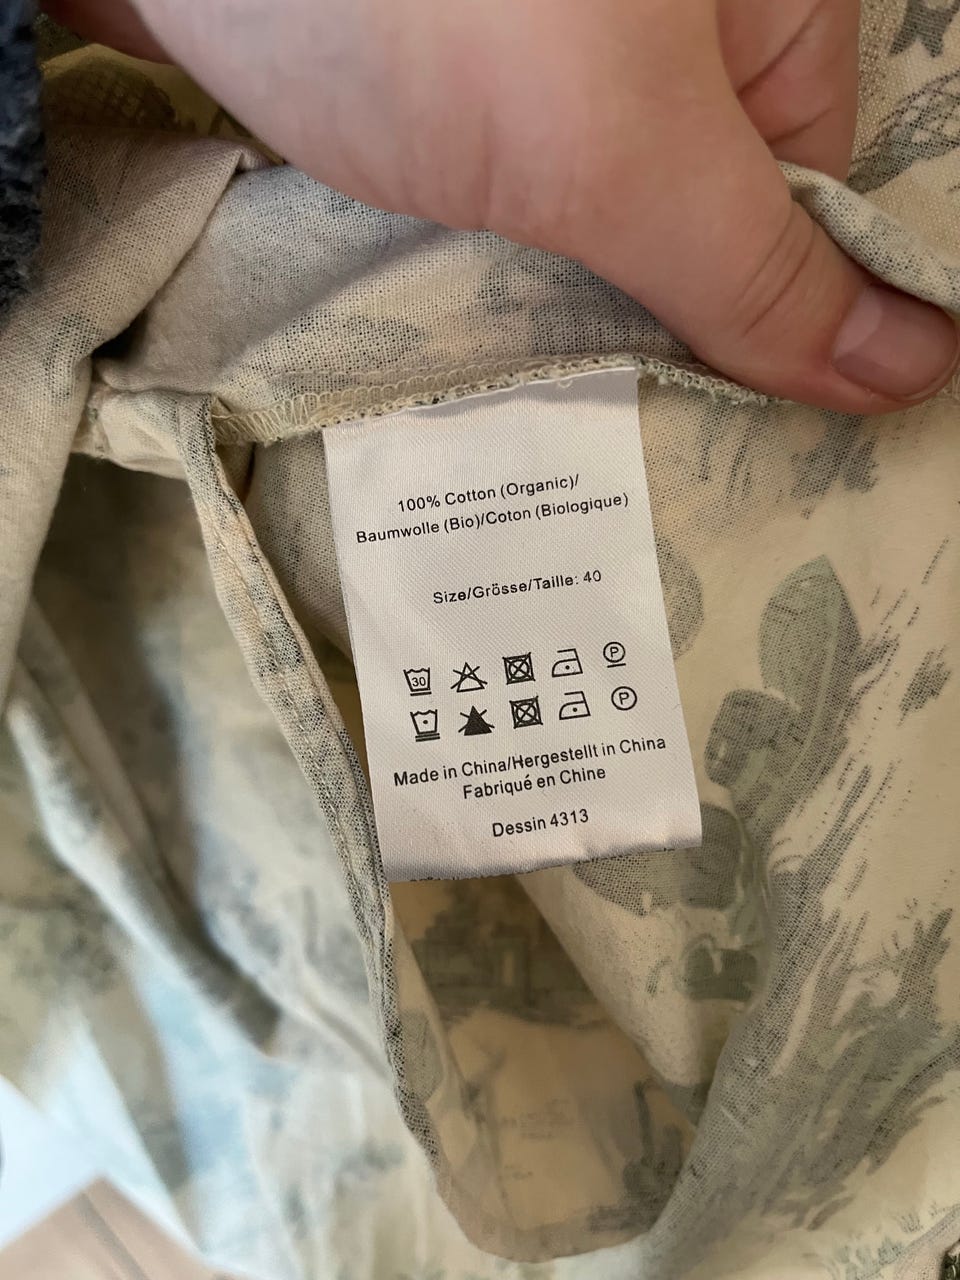 100% Cotton (Organic)/
Baumwolle (Bio)/Coton (Biologique)
Size/Grösse/Taille: 40
30 P
P
Made in China/Hergestellt in China
Fabriqué en Chine
Dessin 4313